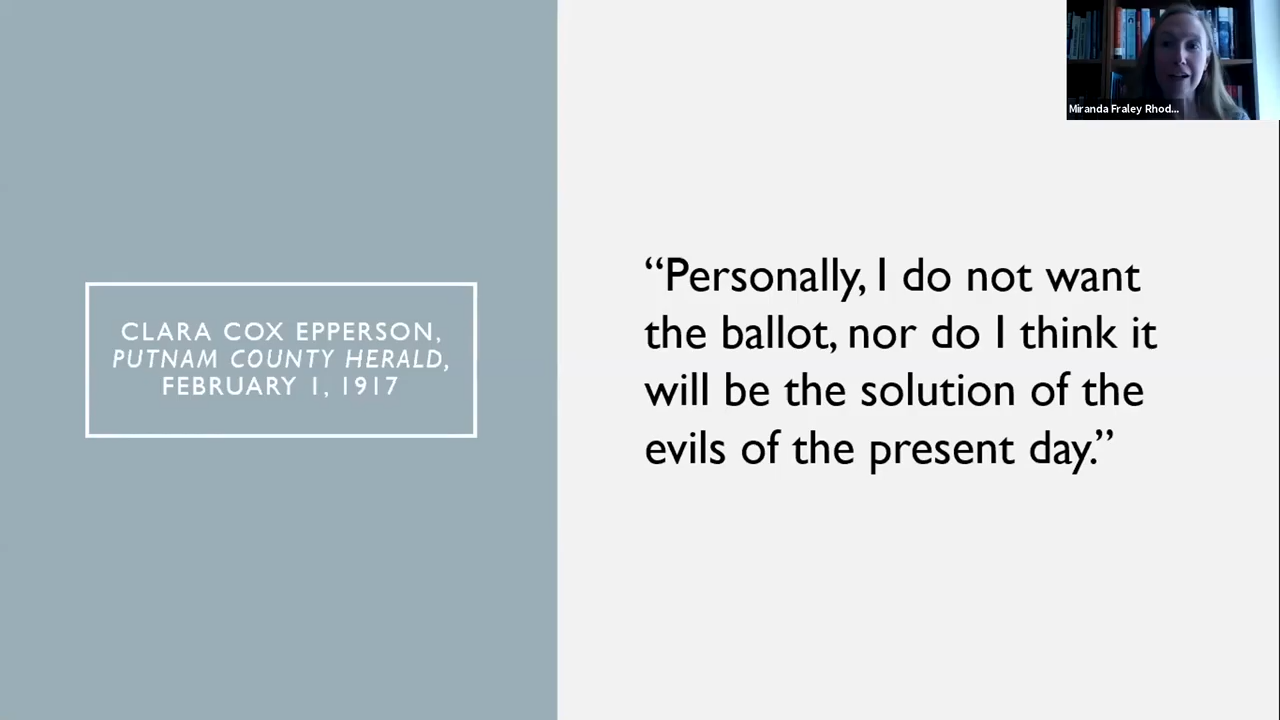 CLARA COX EPPERSON,
PUTNAM COUNTY HERALD,
FEBRUARY 1, 1917
“Personally, I do not want
the ballot, nor do I think it
will be the solution of the
evils of the present day.”
Miranda Fraley Rhod...